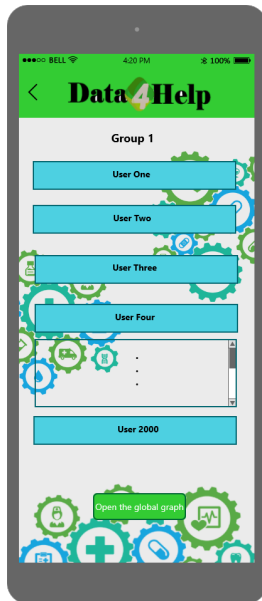 BELL 4:20 PM 100%
Data4Help
Group 1
User One
User Two
User Three
User Four
.
.
.
User 2000
Open the global graph